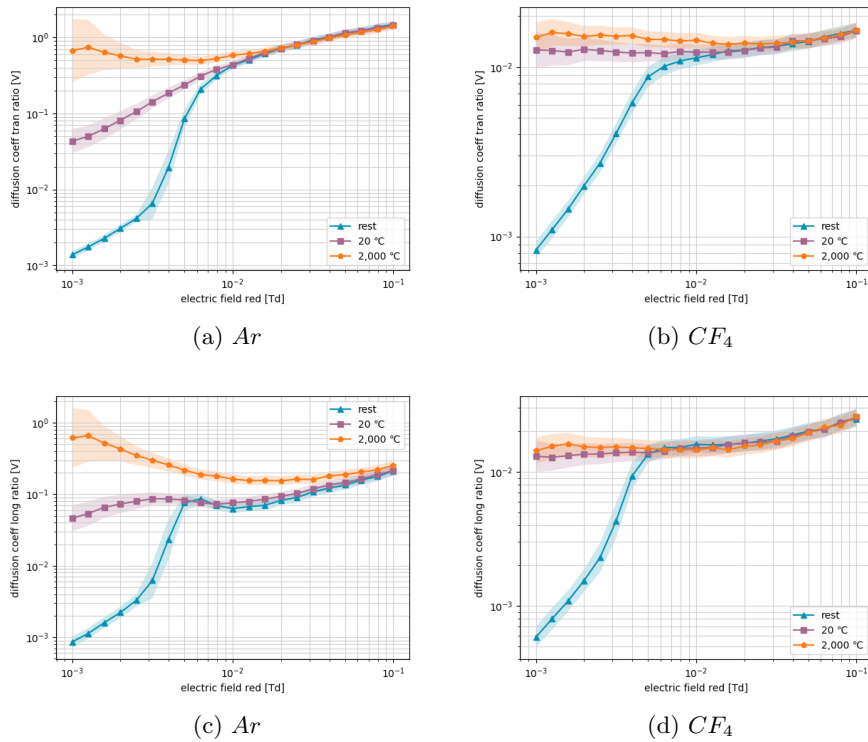 diffusion coeff tran ratio [V]
10⁰
10⁻¹
10⁻²
10⁻³
rest
20 °C
2,000 °C
10⁻³
10⁻²
10⁻¹
electric field red [Td]
(a) Ar
diffusion coeff tran ratio [V]
10⁻²
10⁻³
rest
20 °C
2,000 °C
10⁻³
10⁻²
10⁻¹
electric field red [Td]
(b) CF₄
diffusion coeff long ratio [V]
10⁰
10⁻¹
10⁻²
10⁻³
rest
20 °C
2,000 °C
10⁻³
10⁻²
10⁻¹
electric field red [Td]
(c) Ar
diffusion coeff long ratio [V]
10⁻²
10⁻³
rest
20 °C
2,000 °C
10⁻³
10⁻²
10⁻¹
electric field red [Td]
(d) CF₄